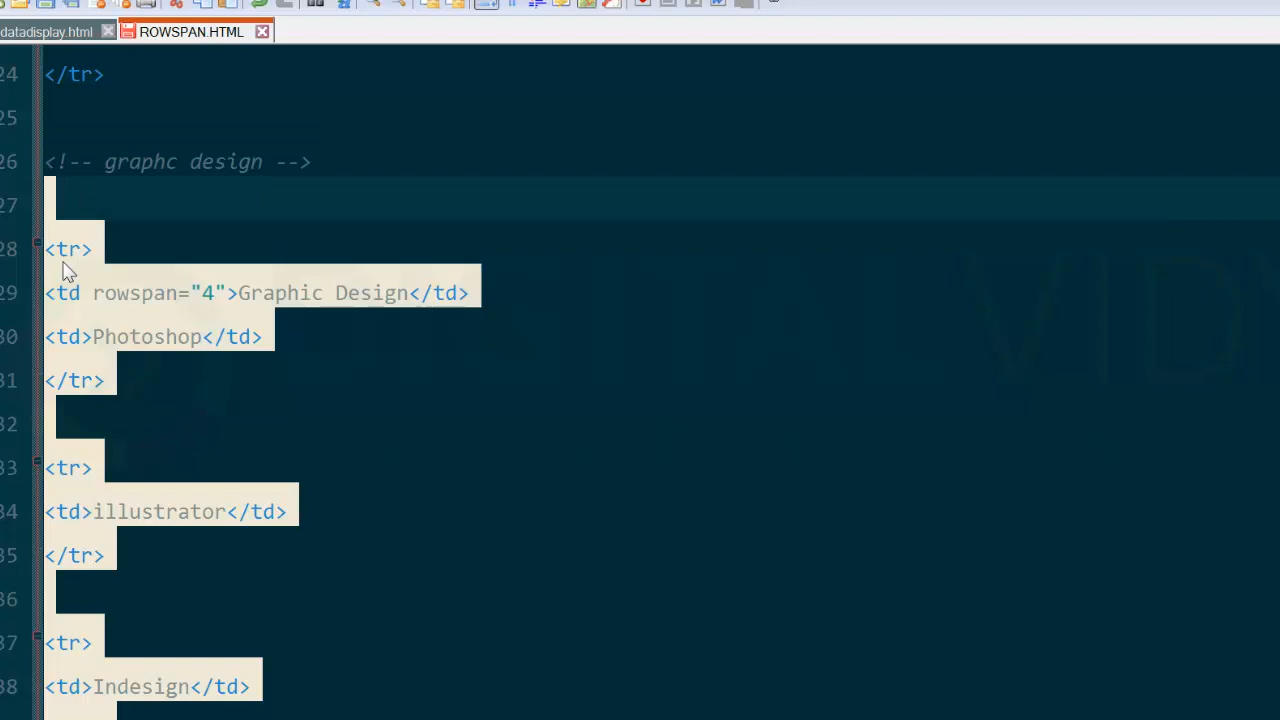 datadisplay.html ROWSPAN.HTML
24 </tr>
25
26 <!-- graphc design -->
27
28 <tr>
29 <td rowspan="4">Graphic Design</td>
30 <td>Photoshop</td>
31 </tr>
32
33 <tr>
34 <td>illustrator</td>
35 </tr>
36
37 <tr>
38 <td>Indesign</td>